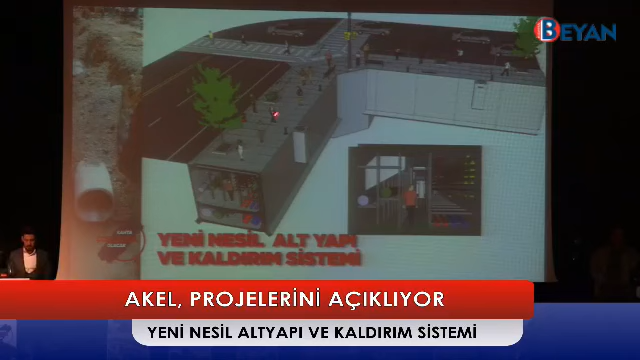 BEYAN
YENİ NESİL ALT YAPI
VE KALDIRIM SİSTEMİ
AKEL, PROJELERİNİ AÇIKLIYOR
YENİ NESİL ALTYAPI VE KALDIRIM SİSTEMİ